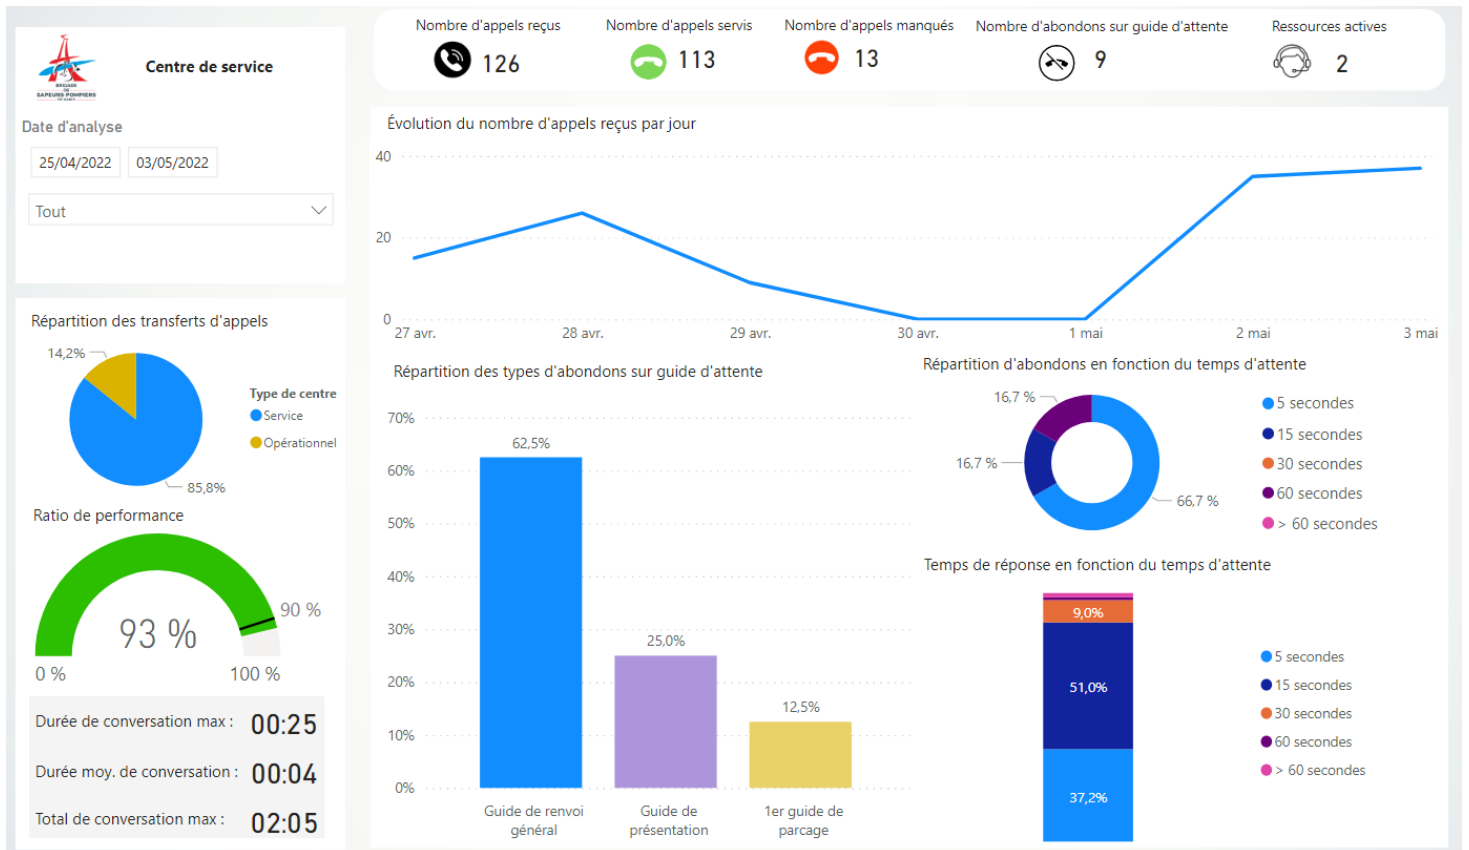 Nombre d'appels reçus
126
Nombre d'appels servis
113
Nombre d'appels manqués
13
Nombre d'abondons sur guide d'attente
9
Ressources actives
2
BRIGADE
DE
SAPEURS-POMPIERS
Centre de service
Date d'analyse
25/04/2022
03/05/2022
Tout
Évolution du nombre d'appels reçus par jour
40
20
0
27 avr.
28 avr.
29 avr.
30 avr.
1 mai
2 mai
3 mai
Répartition des transferts d'appels
14,2%
85,8%
Type de centre
Service
Opérationnel
Ratio de performance
93 %
90 %
0 %
100 %
Durée de conversation max :
00:25
Durée moy. de conversation :
00:04
Total de conversation max :
02:05
Répartition des types d'abondons sur guide d'attente
70%
60%
50%
40%
30%
20%
10%
0%
62,5%
25,0%
12,5%
Guide de renvoi
général
Guide de
présentation
1er guide de
parcage
Répartition d'abondons en fonction du temps d'attente
16,7 %
16,7 %
66,7 %
5 secondes
15 secondes
30 secondes
60 secondes
> 60 secondes
Temps de réponse en fonction du temps d'attente
9,0%
51,0%
37,2%
5 secondes
15 secondes
30 secondes
60 secondes
> 60 secondes